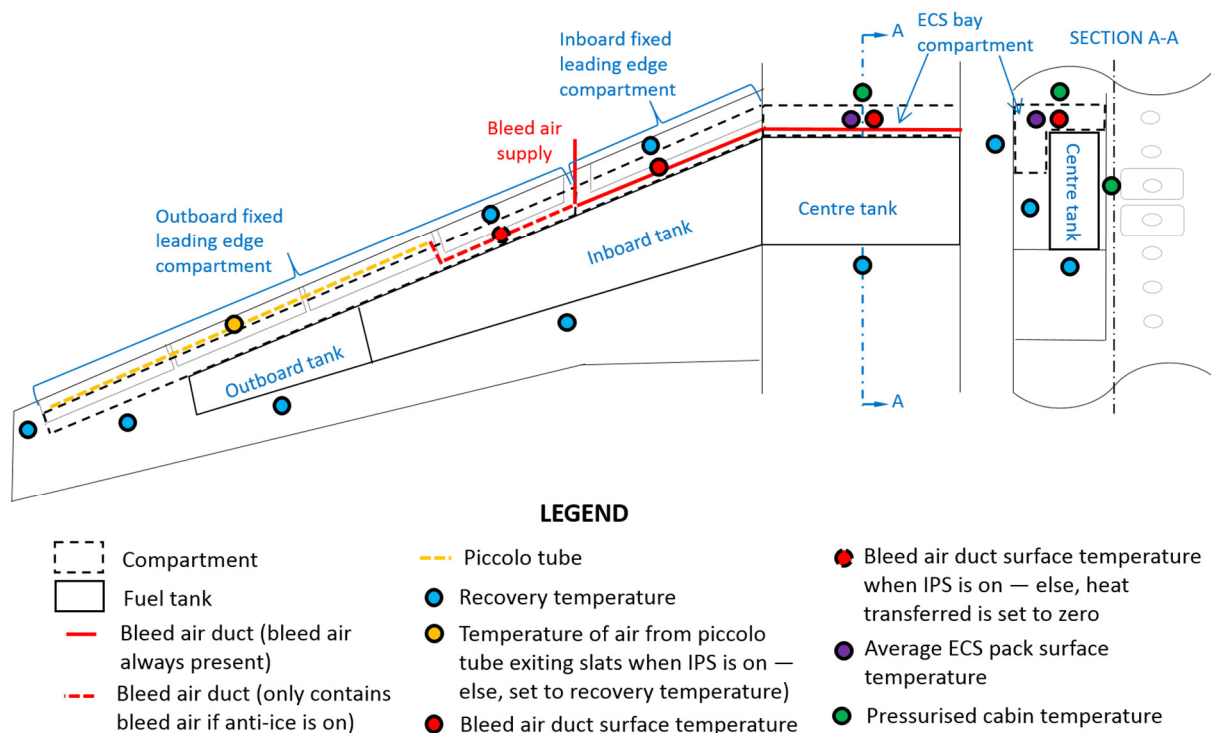 A
ECS bay
compartment
SECTION A-A
Inboard fixed
leading edge
compartment
Bleed air
supply
Outboard fixed
leading edge
compartment
Centre tank
Centre
tank
Inboard tank
Outboard tank
A
LEGEND
Compartment
Fuel tank
Bleed air duct (bleed air
always present)
Bleed air duct (only contains
bleed air if anti-ice is on)
Piccolo tube
Recovery temperature
Temperature of air from piccolo
tube exiting slats when IPS is on —
else, set to recovery temperature)
Bleed air duct surface temperature
Bleed air duct surface temperature
when IPS is on — else, heat
transferred is set to zero
Average ECS pack surface
temperature
Pressurised cabin temperature